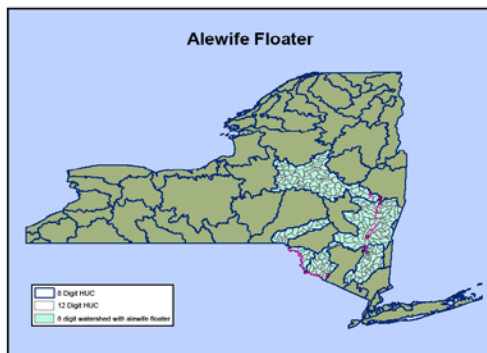 Alewife Floater
8 Digit HUC
12 Digit HUC
8 digit watershed with alewife floater